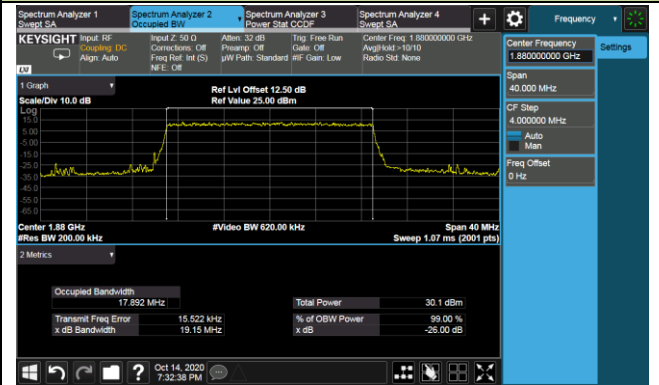 Spectrum Analyzer 1 Spectrum Analyzer 2 Spectrum Analyzer 3 Spectrum Analyzer 4
Swept SA Occupied BW Power Stat CCDF Swept SA + Frequency
KEYSIGHT Input: RF Input Z: 50 Ω Atten: 32 dB Trig: Free Run Center Freq: 1.880000000 GHz
Coupling: DC Corrections: Off Preamp: Off Gate: Off Avg|Hold:>10/10
Align: Auto Freq Ref: Int (S) µW Path: Standard #IF Gain: Low Radio Std: None
NFE: Off
LXI
1 Graph
Ref Lvl Offset 12.50 dB
Scale/Div 10.0 dB Ref Value 25.00 dBm
Log
15.0
5.00
-5.00
-15.0
-25.0
-35.0
-45.0
-55.0
-65.0
Center 1.88 GHz #Video BW 620.00 kHz Span 40 MHz
#Res BW 200.00 kHz Sweep 1.07 ms (2001 pts)
2 Metrics
Occupied Bandwidth
17.892 MHz Total Power 30.1 dBm
Transmit Freq Error 15.522 kHz % of OBW Power 99.00 %
x dB Bandwidth 19.15 MHz x dB -26.00 dB
? Oct 14, 2020
7:32:38 PM
Center Frequency
1.880000000 GHz
Settings
Span
40.000 MHz
CF Step
4.000000 MHz
Auto
Man
Freq Offset
0 Hz